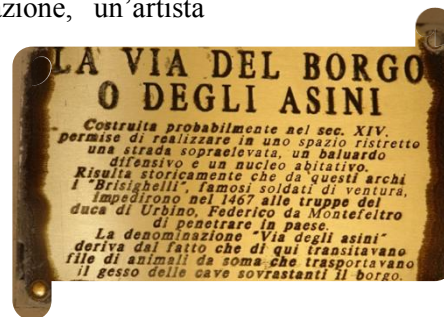 un'artista
LA VIA DEL BORGO
O DEGLI ASINI
Costruita probabilmente nel sec. XIV.
permise di realizzare in uno spazio ristretto
una strada sopraelevata, un baluardo
difensivo e un nucleo abitativo.
Risulta storicamente che da questi archi
i "Brisighelli", famosi soldati di ventura,
impedirono nel 1467 alle truppe del
duca di Urbino, Federico da Montefeltro
di penetrare in paese.
La denominazione "Via degli asini"
deriva dal fatto che di qui transitavano
file di animali da soma che trasportavano
il gesso delle cave sovrastanti il borgo.